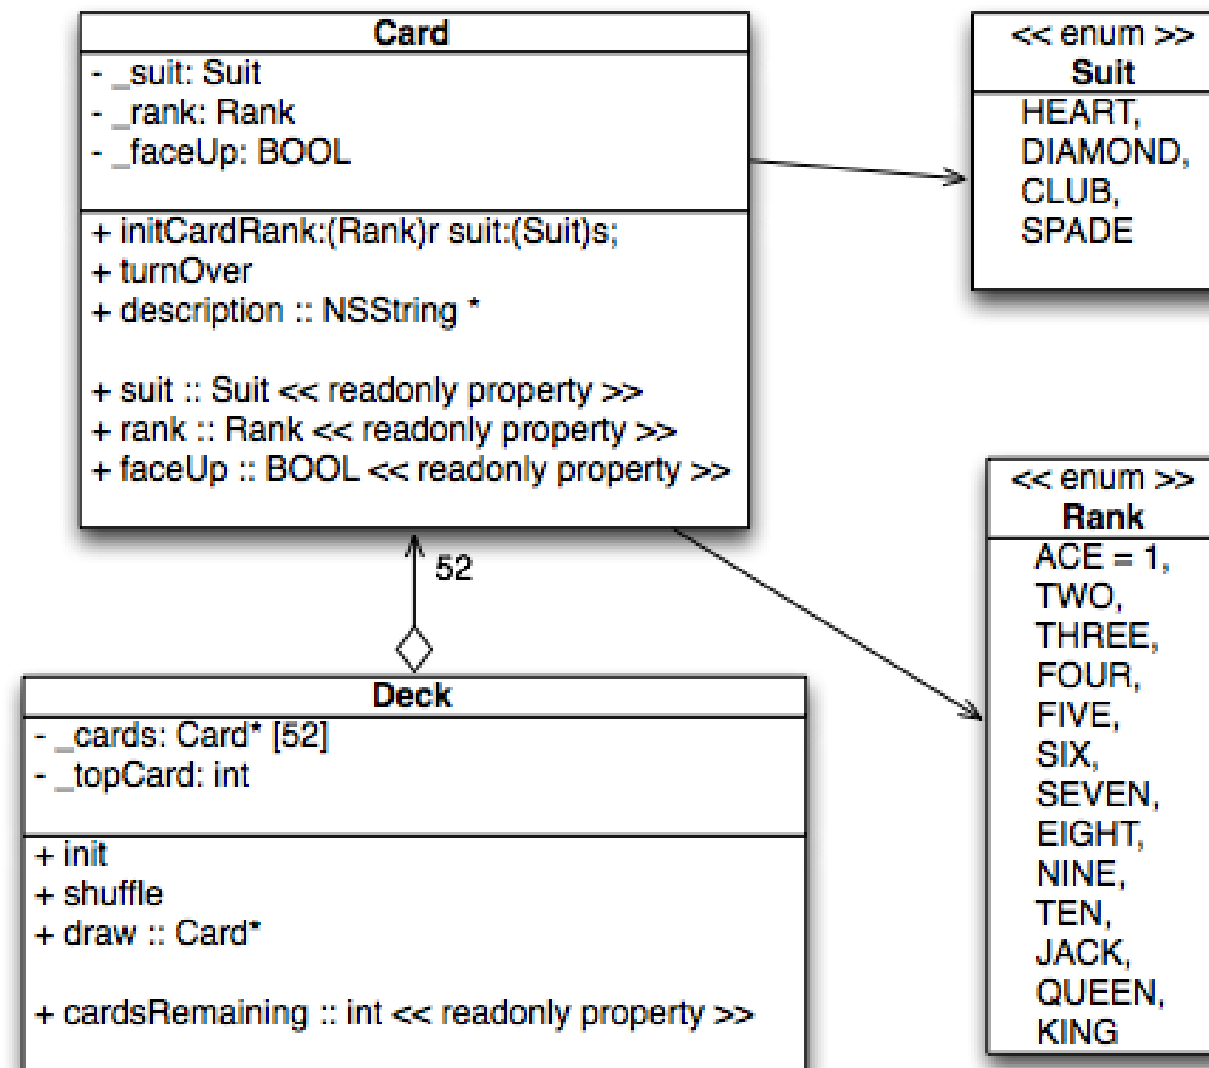 Card
- _suit: Suit
- _rank: Rank
- _faceUp: BOOL
+ initCardRank:(Rank)r suit:(Suit)s;
+ turnOver
+ description :: NSString *
+ suit :: Suit << readonly property >>
+ rank :: Rank << readonly property >>
+ faceUp :: BOOL << readonly property >>
<< enum >>
Suit
HEART,
DIAMOND,
CLUB,
SPADE
52
Deck
- _cards: Card* [52]
- _topCard: int
+ init
+ shuffle
+ draw :: Card*
+ cardsRemaining :: int << readonly property >>
<< enum >>
Rank
ACE = 1,
TWO,
THREE,
FOUR,
FIVE,
SIX,
SEVEN,
EIGHT,
NINE,
TEN,
JACK,
QUEEN,
KING